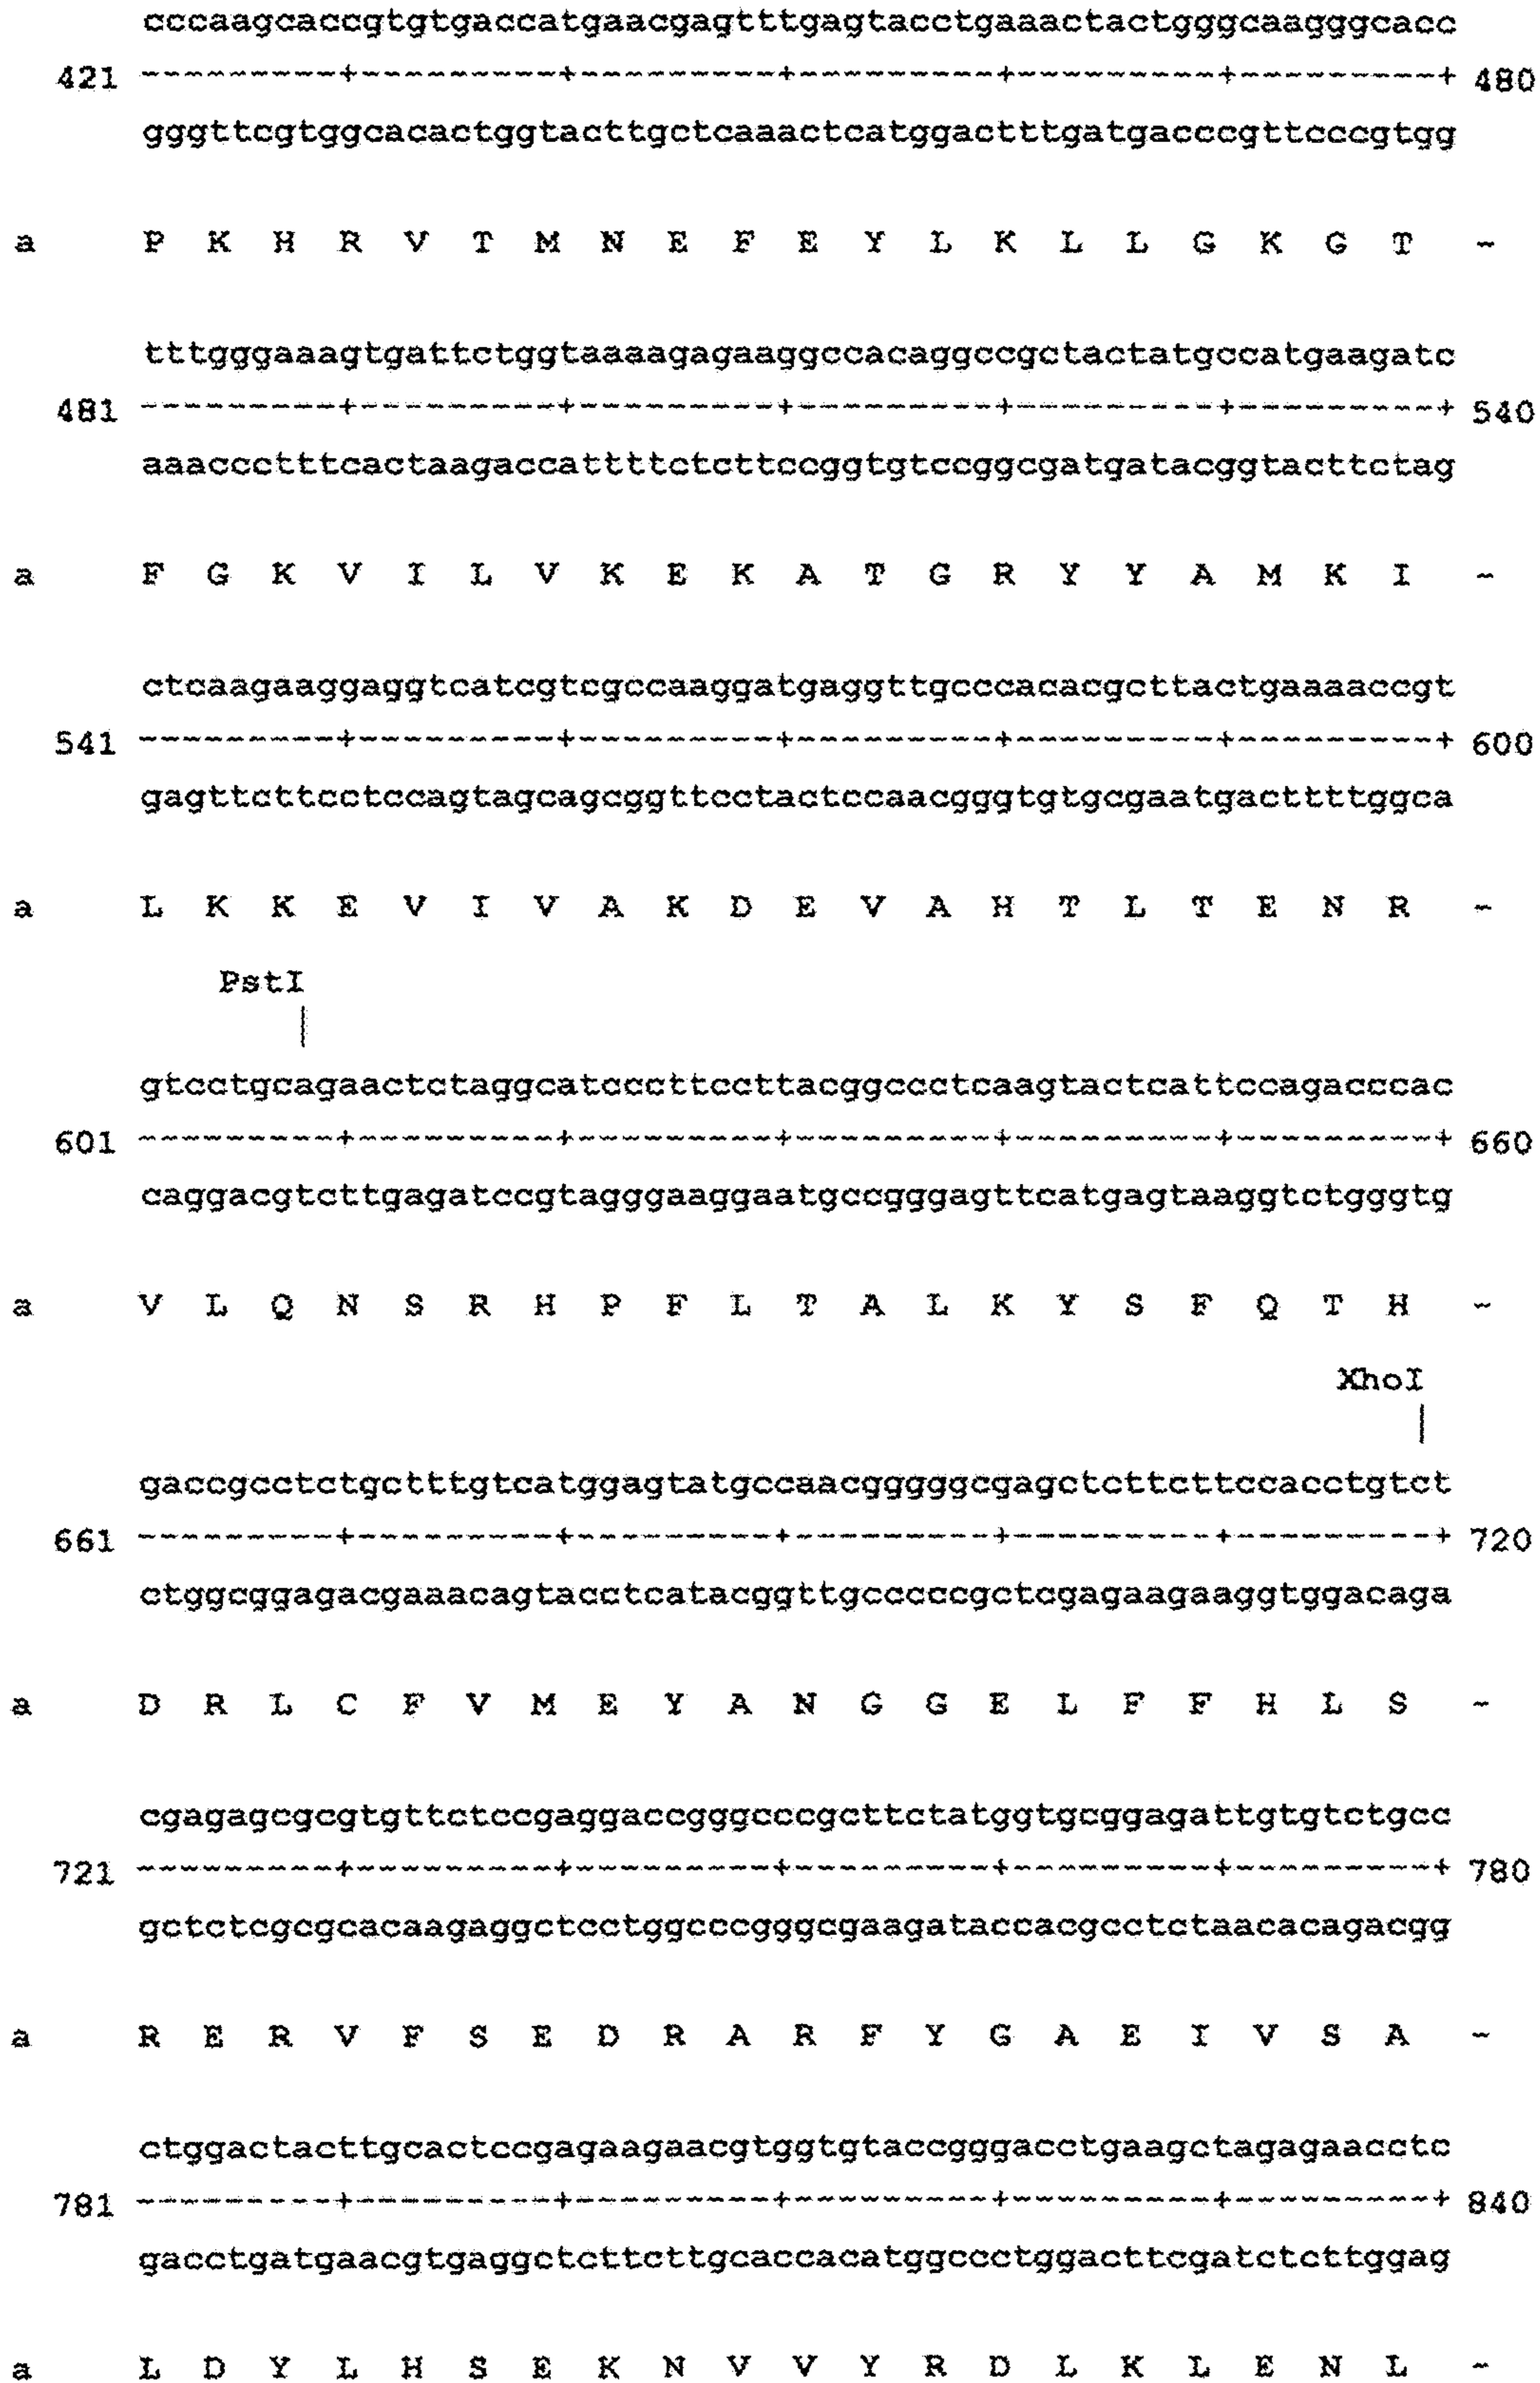 cccaagcaccgtgtgaccatgaacgagtttgagtacctgaaactactgggcaagggcacc
421 ---------+---------+---------+---------+---------+---------+ 480
gggttcgtggcacactggtacttgctcaaactcatggactttgatgacccgttcccgtgg
a P K H R V T M N E F E Y L K L L G K G T -
tttgggaaagtgattctggtaaaagagaaggccacaggccgctactatgccatgaagatc
481 ---------+---------+---------+---------+---------+---------+ 540
aaaccctttcactaagaccattttctcttccggtgtccggcgatgatacggtacttctag
a F G K V I L V K E K A T G R Y Y A M K I -
ctcaagaaggaggtcatcgtcgccaaggatgaggttgcccacacgcttactgaaaaccgt
541 ---------+---------+---------+---------+---------+---------+ 600
gagttcttcctccagtagcagcggttcctactccaacgggtgtgcgaatgacttttggca
a L K K E V I V A K D E V A H T L T E N R -
PstI
|
gtcctgcagaactctaggcatcccttccttacggccctcaagtactcattccagacccac
601 ---------+---------+---------+---------+---------+---------+ 660
caggacgtcttgagatccgtagggaaggaatgccgggagttcatgagtaaggtctgggtg
a V L Q N S R H P F L T A L K Y S F Q T H -
XhoI
|
gaccgcctctgctttgtcatggagtatgccaacgggggcgagctcttcttccacctgtct
661 ---------+---------+---------+---------+---------+---------+ 720
ctggcggagacgaaacagtacctcatacggttgcccccgctcgagaagaaggtggacaga
a D R L C F V M E Y A N G G E L F F H L S -
cgagagcgcgtgttctccgaggaccgggcccgcttctatggtgcggagattgtgtctgcc
721 ---------+---------+---------+---------+---------+---------+ 780
gctctcgcgcacaagaggctcctggcccgggcgaagataccacgcctctaacacagacgg
a R E R V F S E D R A R F Y G A E I V S A -
ctggactacttgcactccgagaagaacgtggtgtaccgggacctgaagctagagaacctc
781 ---------+---------+---------+---------+---------+---------+ 840
gacctgatgaacgtgaggctcttcttgcaccacatggccctggacttcgatctcttggag
a L D Y L H S E K N V V Y R D L K L E N L -